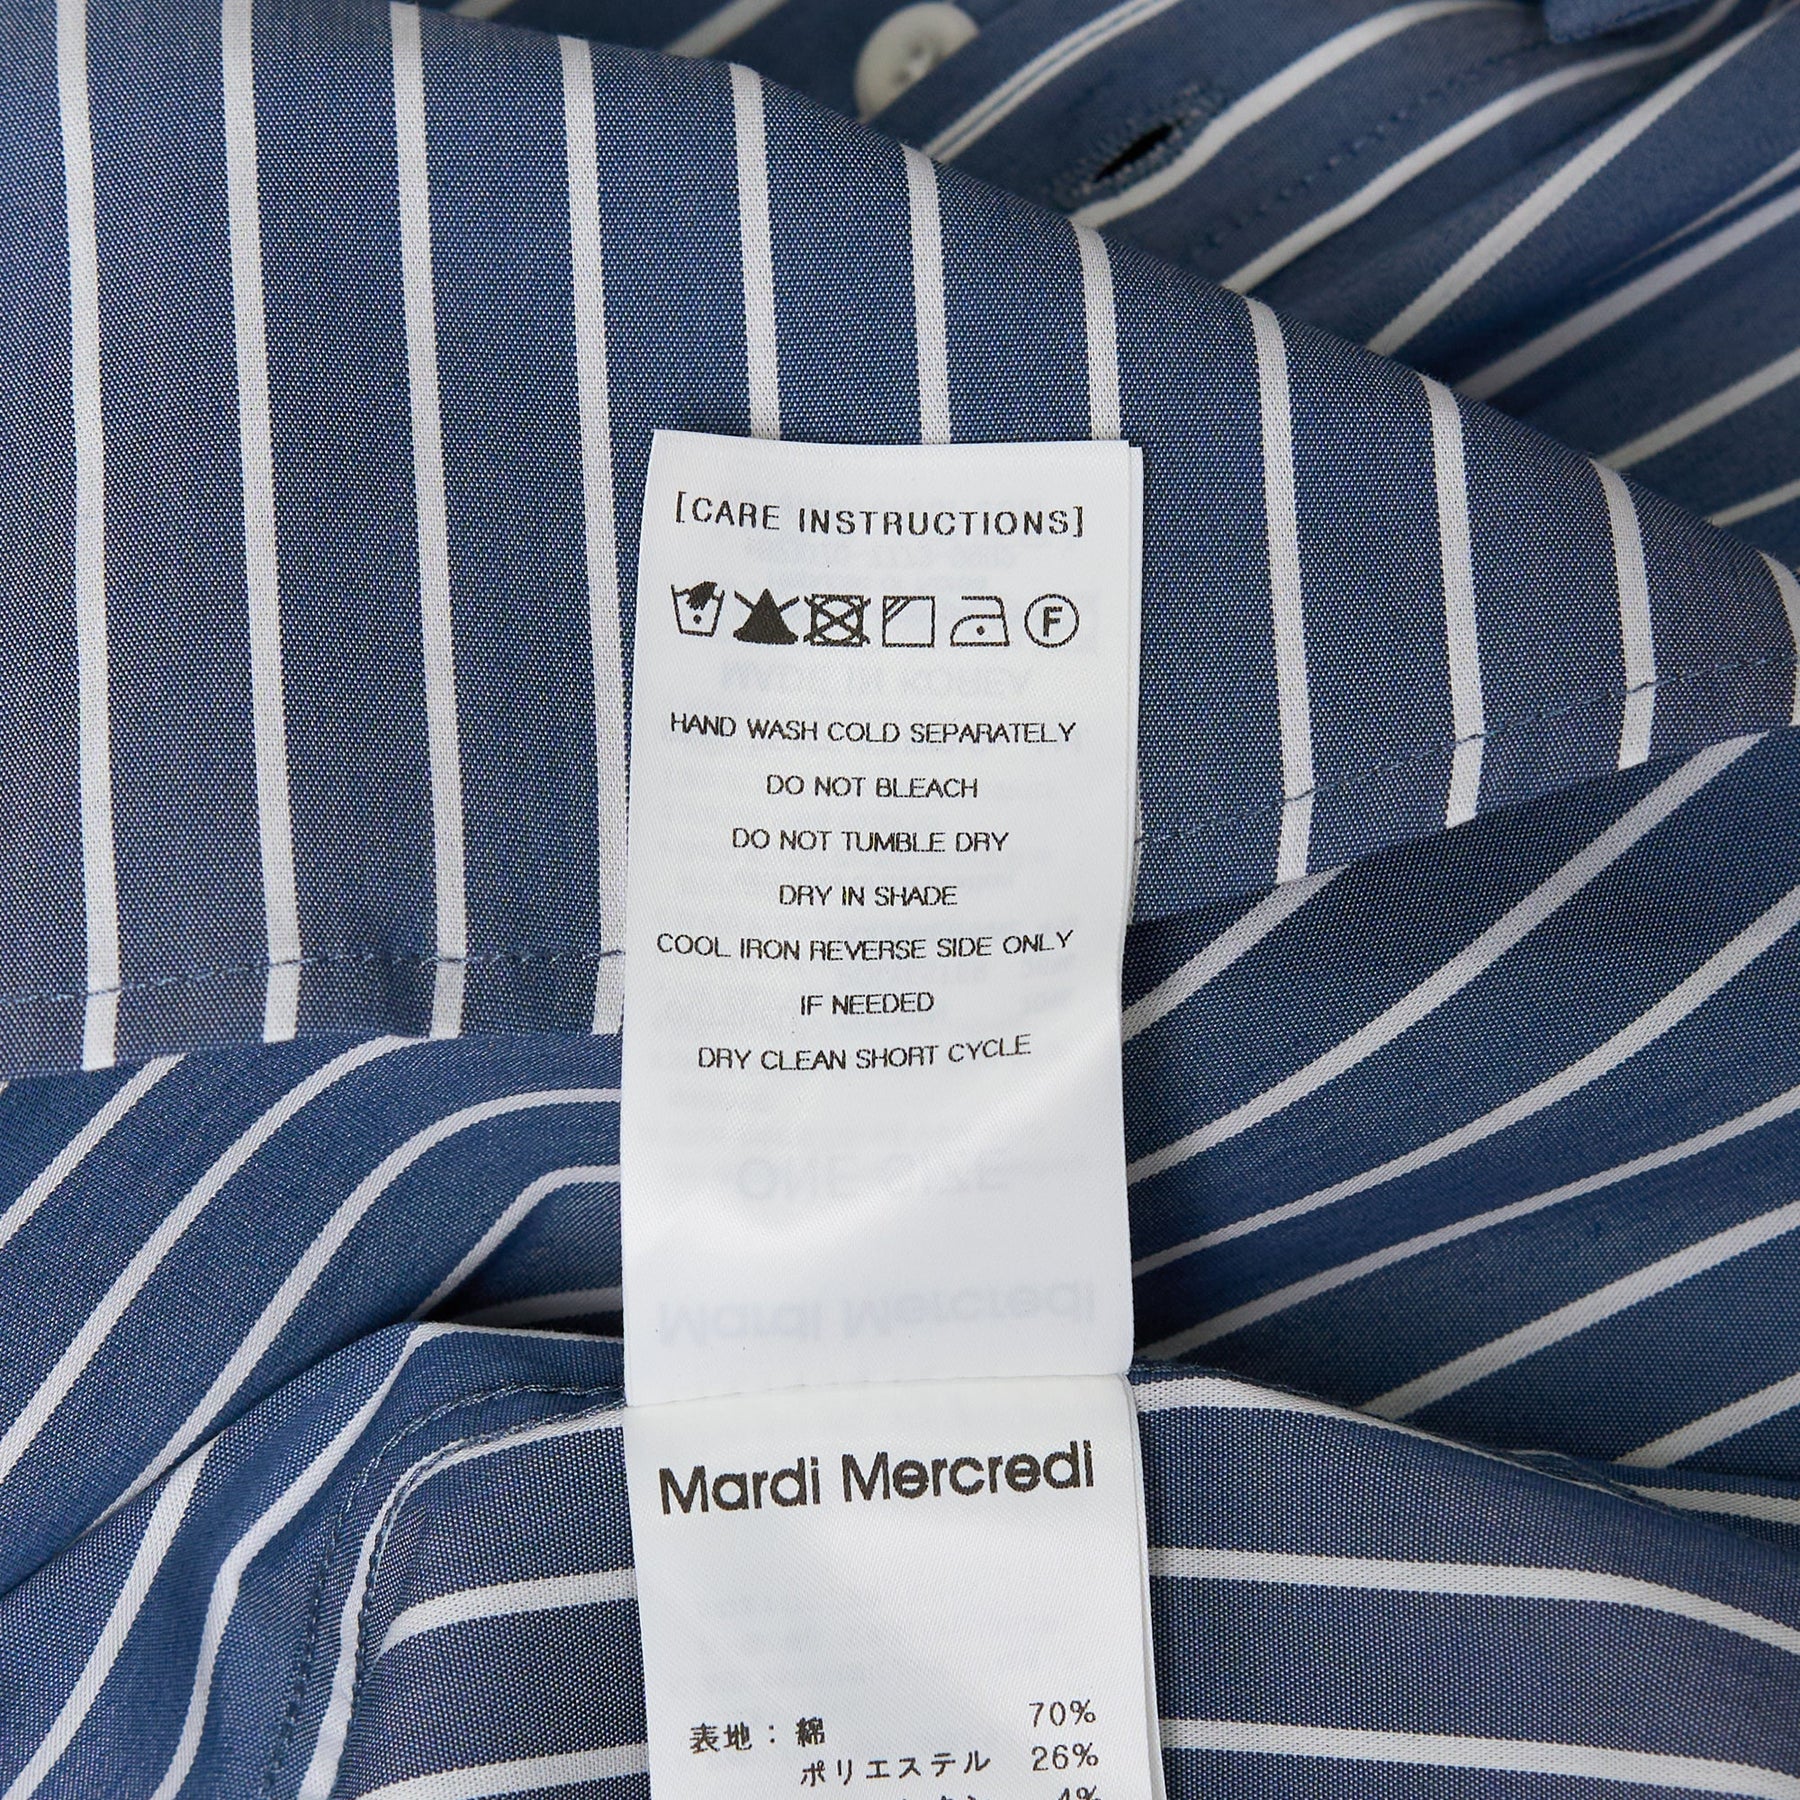 [CARE INSTRUCTIONS]
F
HAND WASH COLD SEPARATELY
DO NOT BLEACH
DO NOT TUMBLE DRY
DRY IN SHADE
COOL IRON REVERSE SIDE ONLY
IF NEEDED
DRY CLEAN SHORT CYCLE
Mardi Mercredi
表地： 綿 70%
ポリエステル 26%
4%